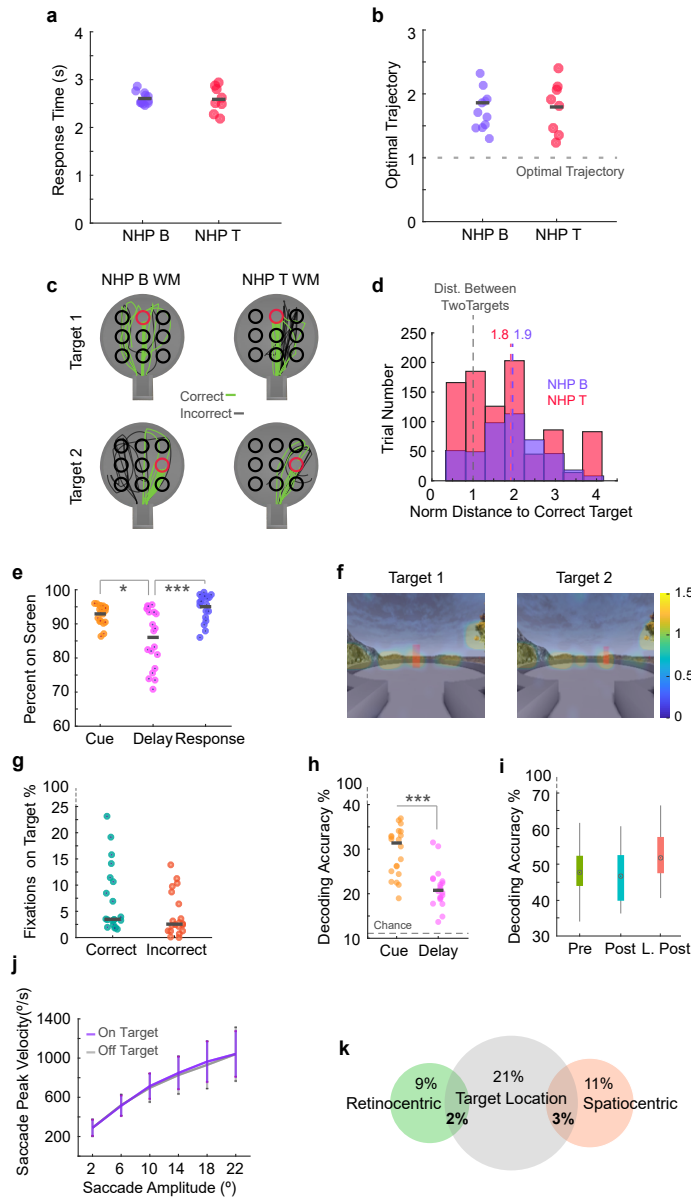 a
Response Time (s)
4
3
2
1
0
NHP B
NHP T
b
Optimal Trajectory
3
2
1
0
Optimal Trajectory
NHP B
NHP T
c
NHP B WM
NHP T WM
Target 1
Correct
Incorrect
Target 2
d
Dist. Between
TwoTargets
1.8
1.9
NHP B
NHP T
Trial Number
250
200
150
100
50
0
0
1
2
3
4
Norm Distance to Correct Target
e
Percent on Screen
100
90
80
70
60
*
***
Cue
Delay
Response
f
Target 1
Target 2
1.5
1
0.5
0
g
Fixations on Target %
100
25
20
15
10
5
0
Correct
Incorrect
h
Decoding Accuracy %
100
40
30
20
10
***
Chance
Cue
Delay
i
Decoding Accuracy %
100
70
60
50
40
30
Pre
Post
L. Post
j
Saccade Peak Velocity(º/s)
1400
1000
600
200
On Target
Off Target
2
6
10
14
18
22
Saccade Amplitude (º)
k
9%
Retinocentric
2%
21%
Target Location
3%
11%
Spatiocentric